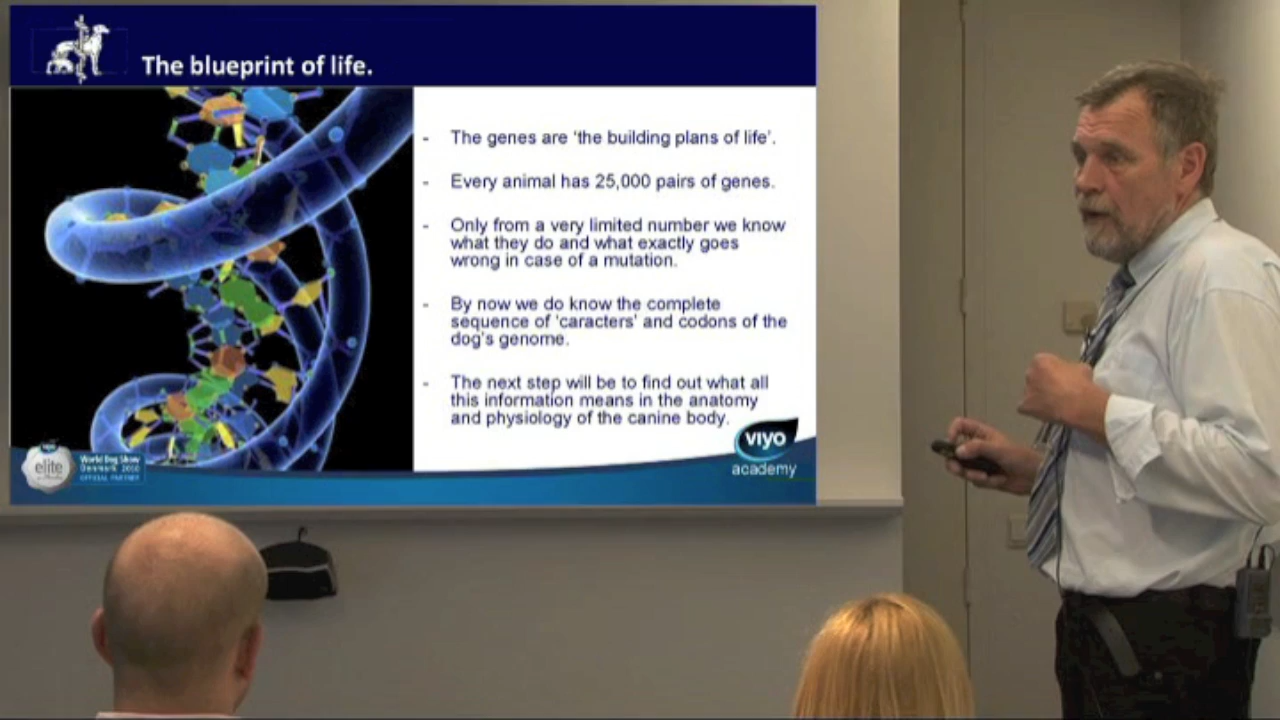 The blueprint of life.
- The genes are 'the building plans of life'.
- Every animal has 25,000 pairs of genes.
- Only from a very limited number we know
what they do and what exactly goes
wrong in case of a mutation.
- By now we do know the complete
sequence of 'caracters' and codons of the
dog's genome.
- The next step will be to find out what all
this information means in the anatomy
and physiology of the canine body.
viyo
academy
viyo
elite
World Dog Show
Denmark 2010
OFFICIAL PARTNER